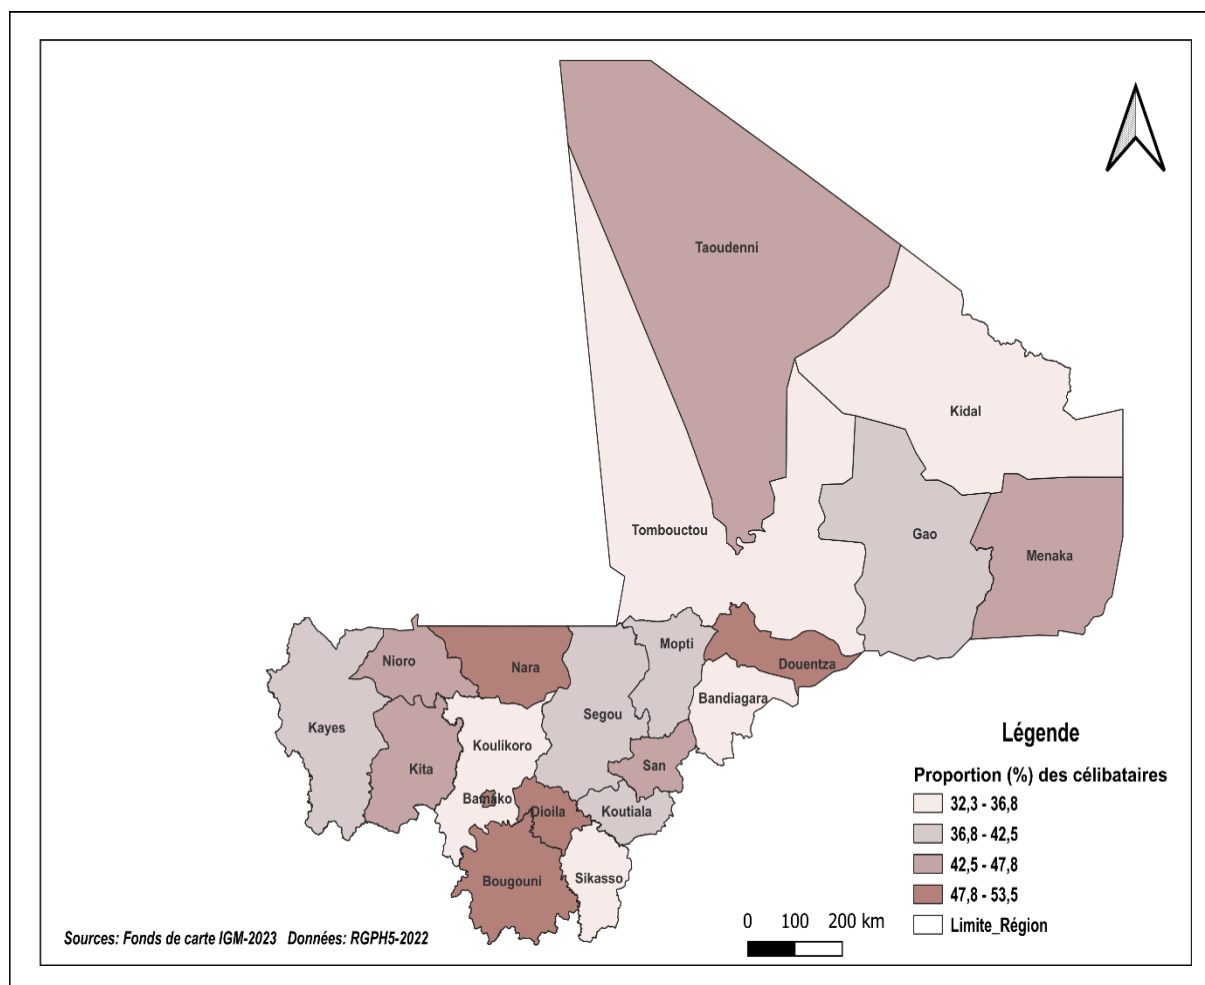 Taoudenni
Kidal
Tombouctou
Gao
Menaka
Mopti
Nioro
Nara
Douentza
Bandiagara
Kayes
Segou
Koulikoro
Kita
San
Bamako
Dioila
Koutiala
Bougouni
Sikasso
Légende
Proportion (%) des célibataires
32,3 - 36,8
36,8 - 42,5
42,5 - 47,8
47,8 - 53,5
Limite_Région
0 100 200 km
Sources: Fonds de carte IGM-2023 Données: RGPH5-2022